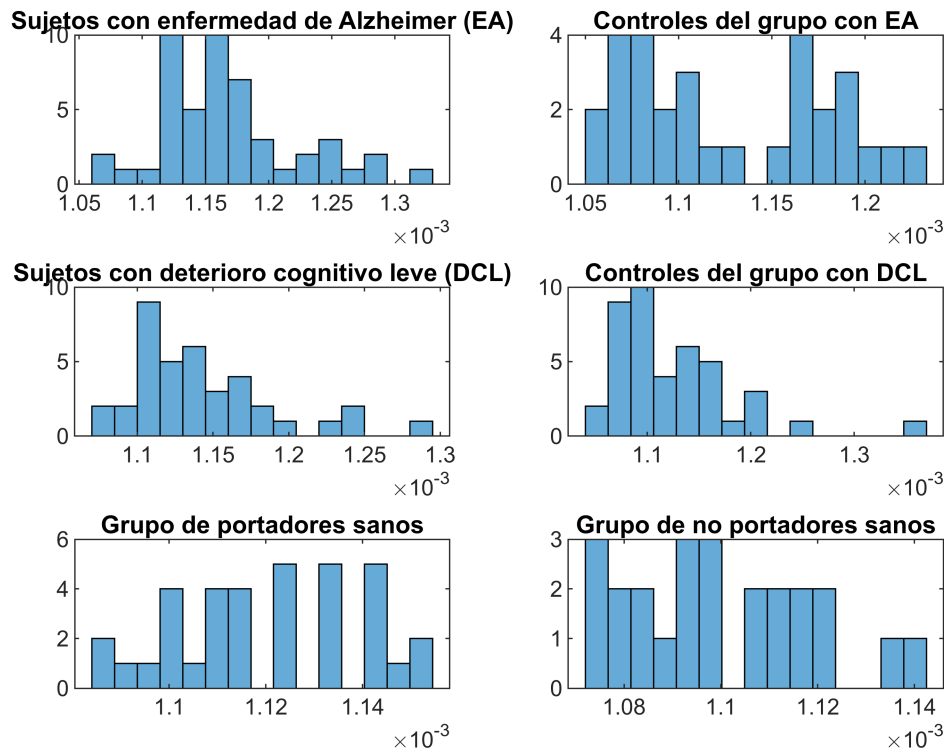 Sujetos con enfermedad de Alzheimer (EA)
10
5
0
1.05 1.1 1.15 1.2 1.25 1.3
×10-3
Controles del grupo con EA
4
2
0
1.05 1.1 1.15 1.2
×10-3
Sujetos con deterioro cognitivo leve (DCL)
10
5
0
1.1 1.15 1.2 1.25 1.3
×10-3
Controles del grupo con DCL
10
5
0
1.1 1.2 1.3
×10-3
Grupo de portadores sanos
6
4
2
0
1.1 1.12 1.14
×10-3
Grupo de no portadores sanos
3
2
1
0
1.08 1.1 1.12 1.14
×10-3